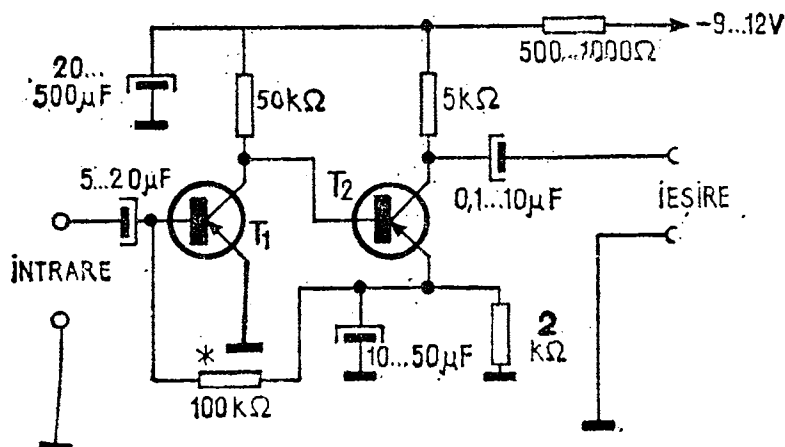 -9...12V
500...1000Ω
20...
500µF
50kΩ
5kΩ
5...20µF
T1
T2
0,1...10µF
IEȘIRE
INTRARE
*
100kΩ
10...50µF
2
kΩ